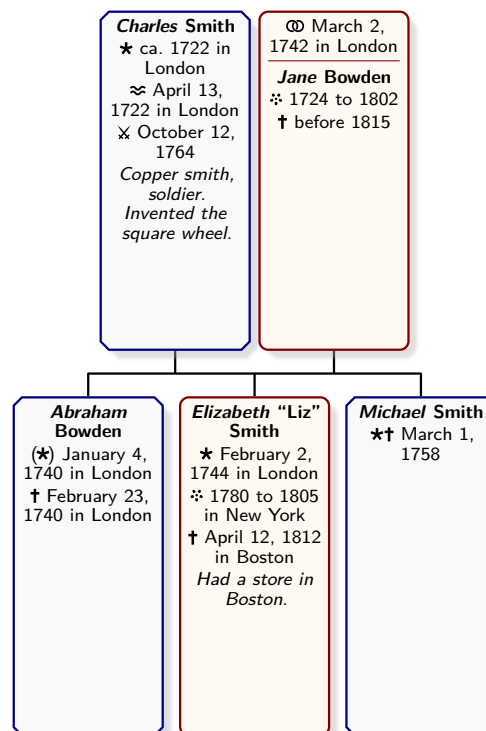 Charles Smith
★ ca. 1722 in
London
≈ April 13,
1722 in London
⚔ October 12,
1764
Copper smith,
soldier.
Invented the
square wheel.
⚭ March 2,
1742 in London
Jane Bowden
፨ 1724 to 1802
† before 1815
Abraham
Bowden
(★) January 4,
1740 in London
† February 23,
1740 in London
Elizabeth “Liz”
Smith
★ February 2,
1744 in London
፨ 1780 to 1805
in New York
† April 12, 1812
in Boston
Had a store in
Boston.
Michael Smith
★† March 1,
1758